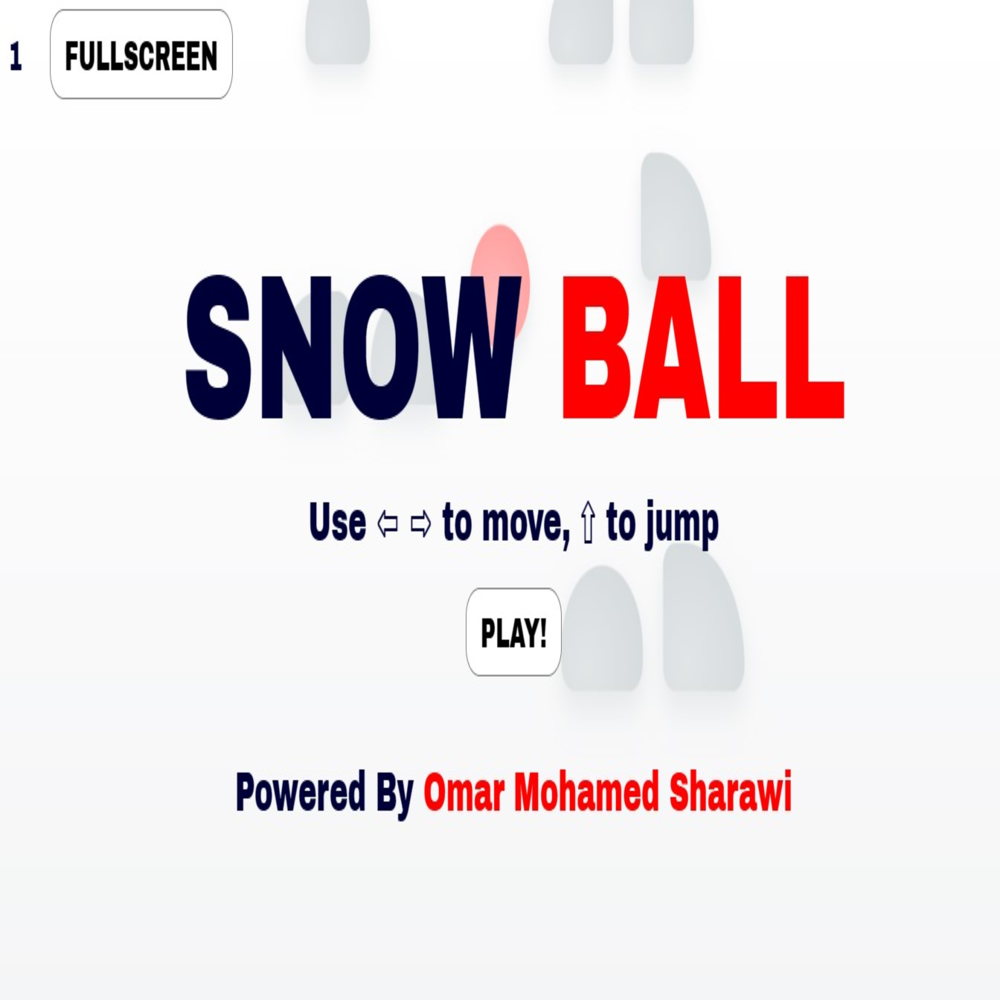 1 FULLSCREEN
SNOW BALL
Use ⇦ ⇨ to move, ⇧ to jump
PLAY!
Powered By Omar Mohamed Sharawi